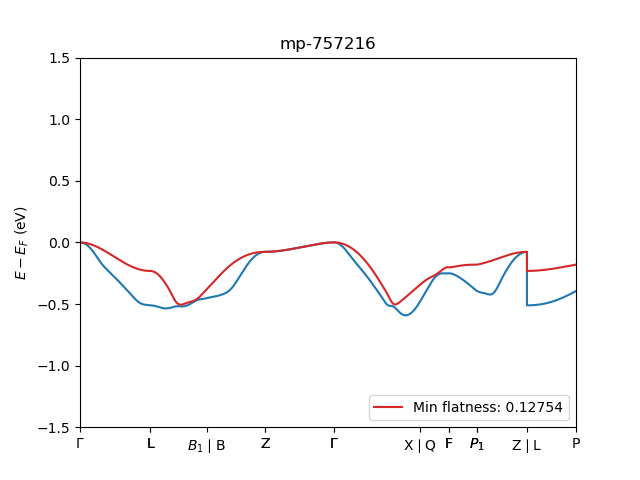 mp-757216
E − E_F (eV)
1.5
1.0
0.5
0.0
−0.5
−1.0
−1.5
Min flatness: 0.12754
Γ L B₁ | B Z Γ X | Q F P₁ Z | L P